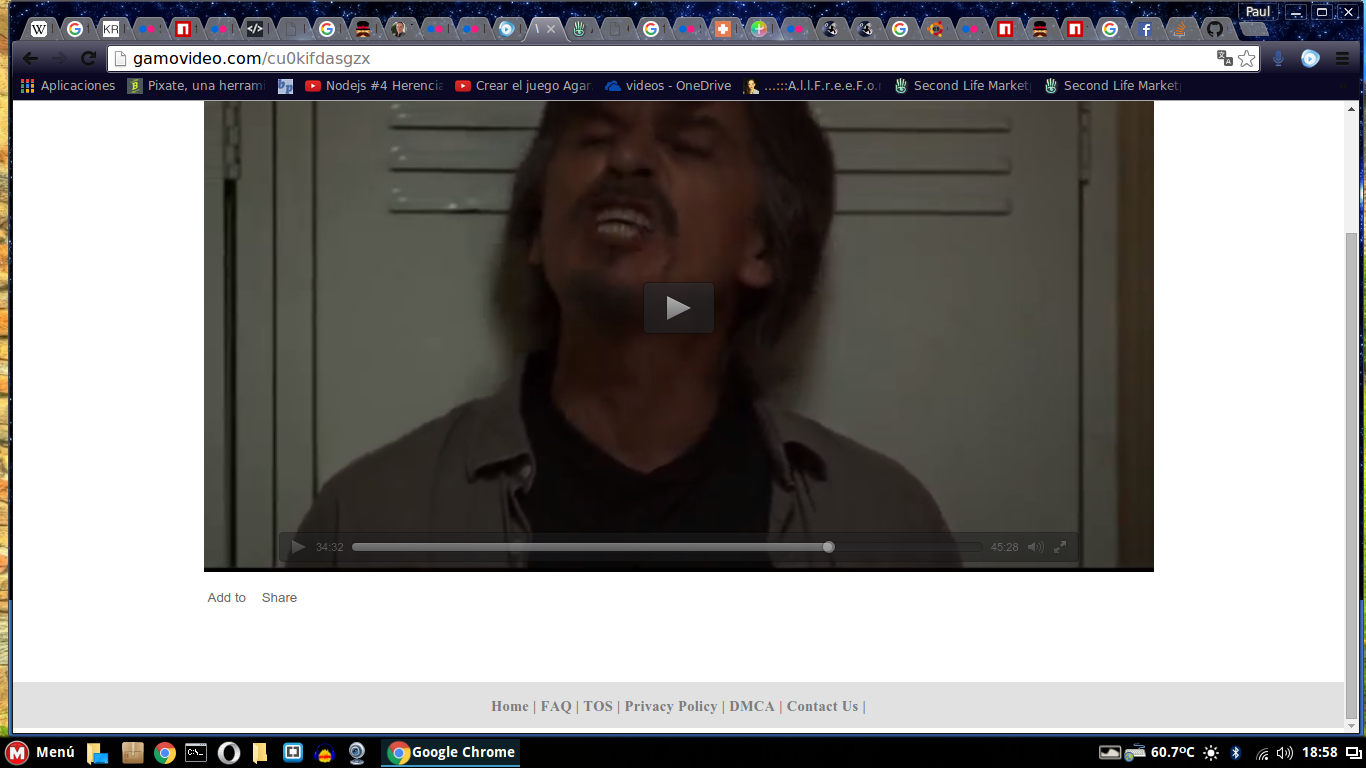 Paul
gamovideo.com/cu0kifdasgzx
Aplicaciones Pixate, una herrami Nodejs #4 Herencia Crear el juego Agar. videos - OneDrive ...:::A.l.l.F.r.e.e.F.o.r Second Life Market Second Life Market
34:32 45:28
Add to Share
Home | FAQ | TOS | Privacy Policy | DMCA | Contact Us |
Menú Google Chrome 60.7ºC 18:58